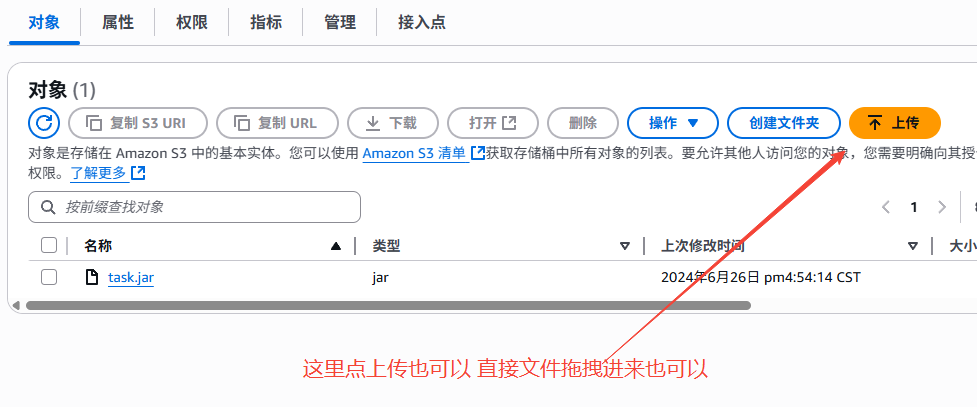 对象 属性 权限 指标 管理 接入点
对象 (1)
复制 S3 URI 复制 URL 下载 打开 删除 操作 创建文件夹 上传
对象是存储在 Amazon S3 中的基本实体。您可以使用 Amazon S3 清单 获取存储桶中所有对象的列表。要允许其他人访问您的对象，您需要明确向其授
权限。了解更多
按前缀查找对象 1
名称 类型 上次修改时间 大小
task.jar jar 2024年6月26日 pm4:54:14 CST
这里点上传也可以 直接文件拖拽进来也可以